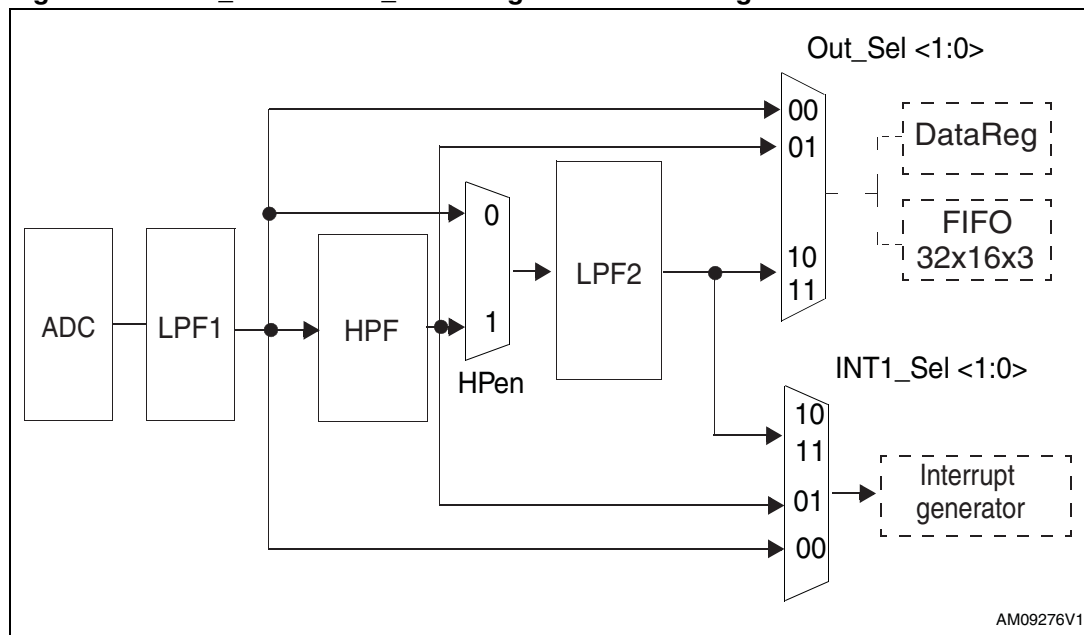 Out_Sel <1:0>
00
01
10
11
DataReg
FIFO
32x16x3
0
1
HPen
ADC
LPF1
HPF
LPF2
INT1_Sel <1:0>
10
11
01
00
Interrupt
generator
AM09276V1